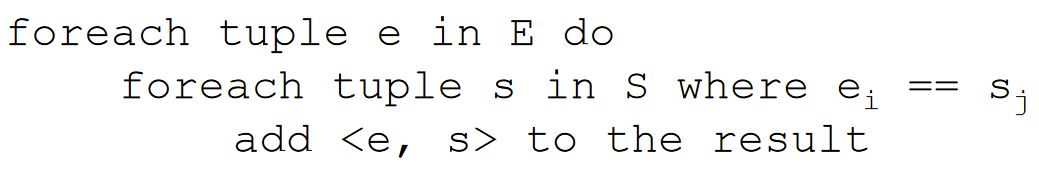 foreach tuple e in E do
foreach tuple s in S where eᵢ == sⱼ
add <e, s> to the result